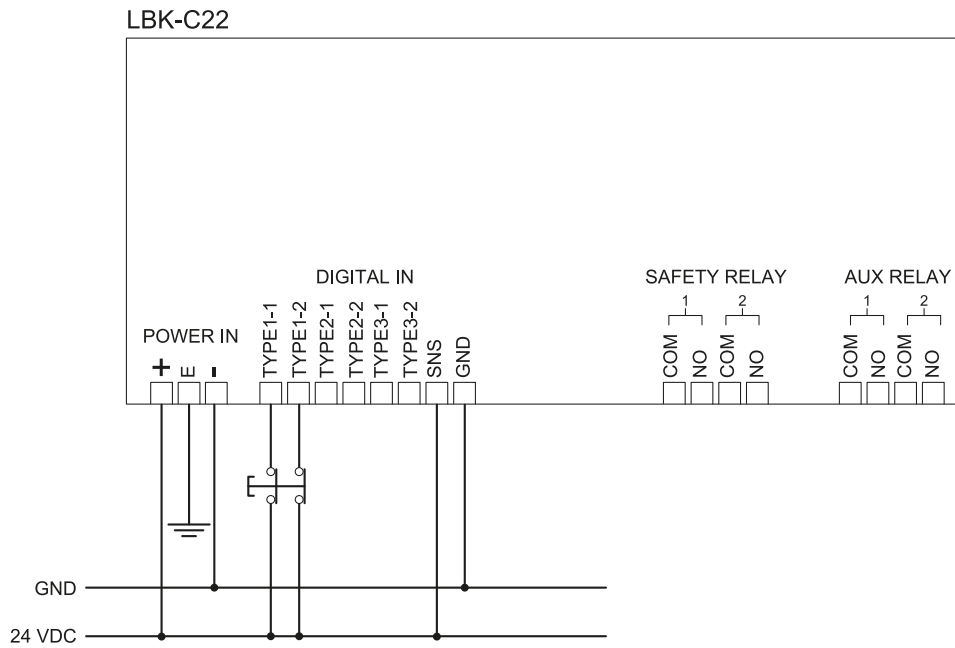 LBK-C22
DIGITAL IN
SAFETY RELAY
AUX RELAY
1 2
1 2
POWER IN
+ E -
TYPE1-1
TYPE1-2
TYPE2-1
TYPE2-2
TYPE3-1
TYPE3-2
SNS
GND
COM
NO
COM
NO
COM
NO
COM
NO
GND
24 VDC